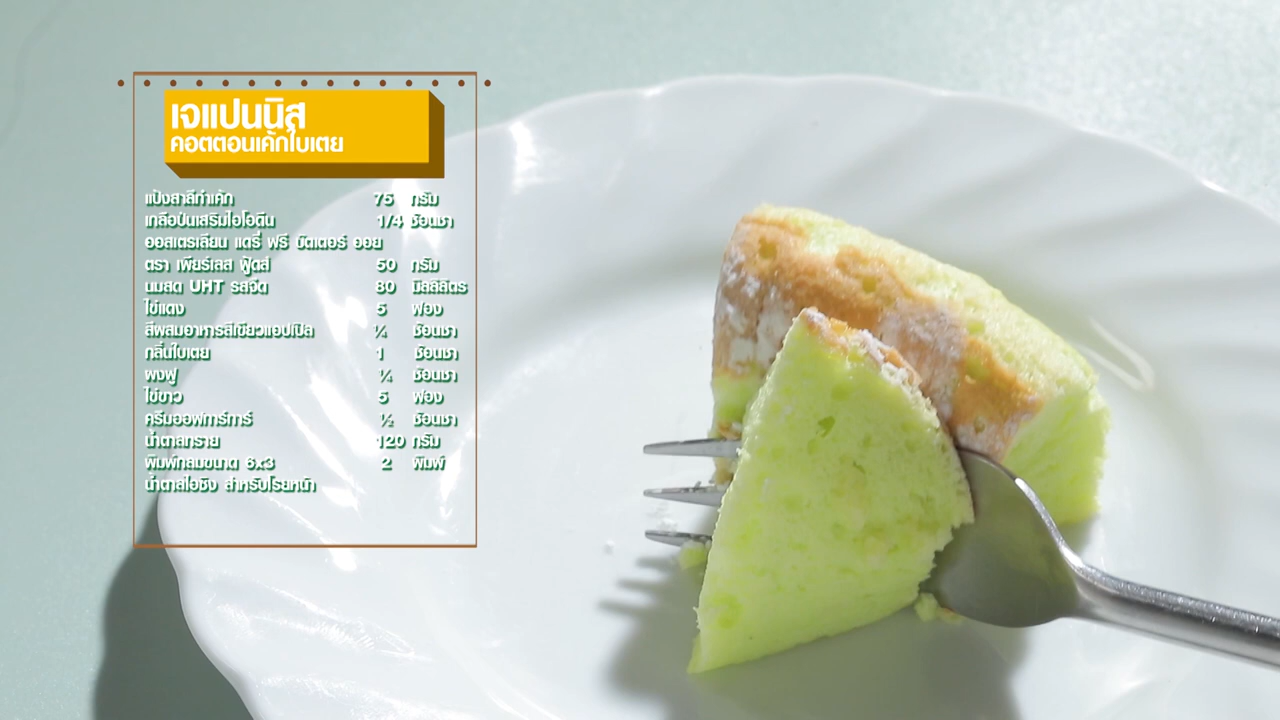 เจแปนนิส
คอตตอนเค้กใบเตย
แป้งสาลีทำเค้ก 75 กรัม
เกลือป่นเสริมไอโอดีน 1/4 ช้อนชา
ออสเตรเลียน แดรี่ ฟรี บัตเตอร์ ออย
ตรา เพียร์เลส ฟู้ดส์ 50 กรัม
นมสด UHT รสจืด 80 มิลลิลิตร
ไข่แดง 5 ฟอง
สีผสมอาหารสีเขียวแอปเปิล ¼ ช้อนชา
กลิ่นใบเตย 1 ช้อนชา
ผงฟู ¼ ช้อนชา
ไข่ขาว 5 ฟอง
ครีมออฟทาร์ทาร์ ½ ช้อนชา
น้ำตาลทราย 120 กรัม
พิมพ์กลมขนาด 6x3 2 พิมพ์
น้ำตาลไอซิง สำหรับโรยหน้า